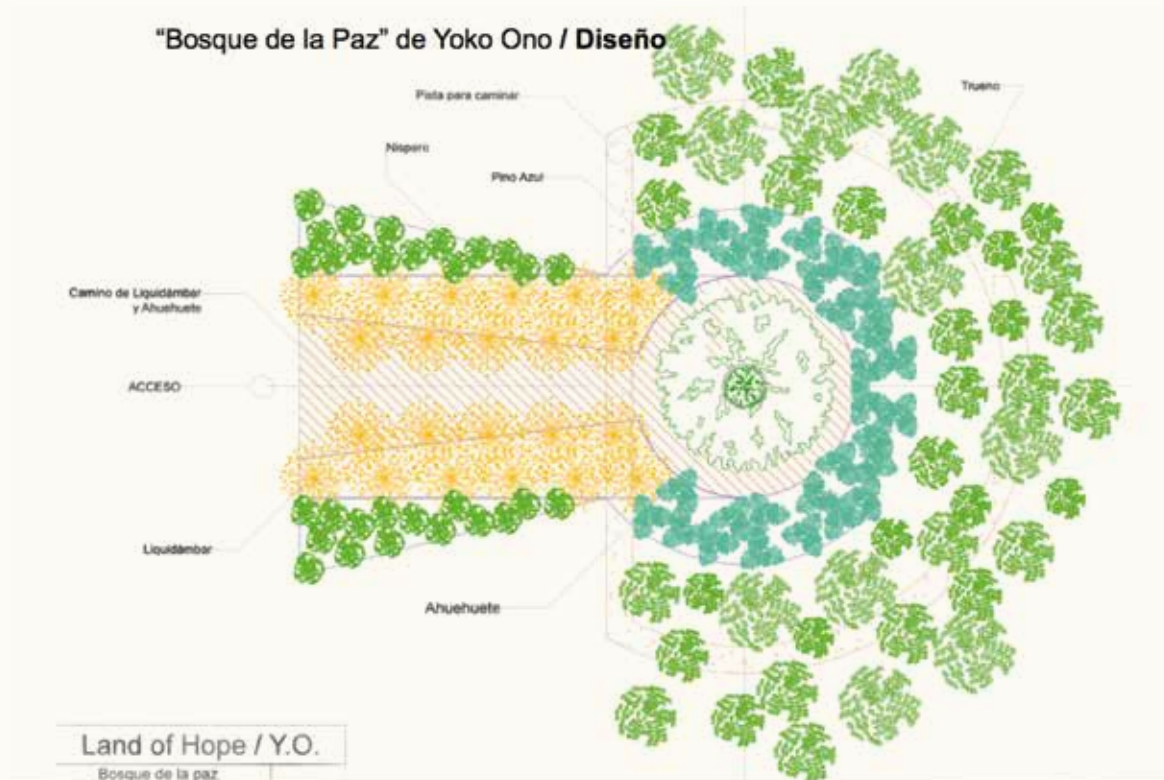 “Bosque de la Paz” de Yoko Ono / Diseño
Pista para caminar
Trueno
Nispero
Pino Azul
Camino de Liquidámbar
y Ahuehuete
ACCESO
Liquidámbar
Ahuehuete
Land of Hope / Y.O.
Bosque de la paz